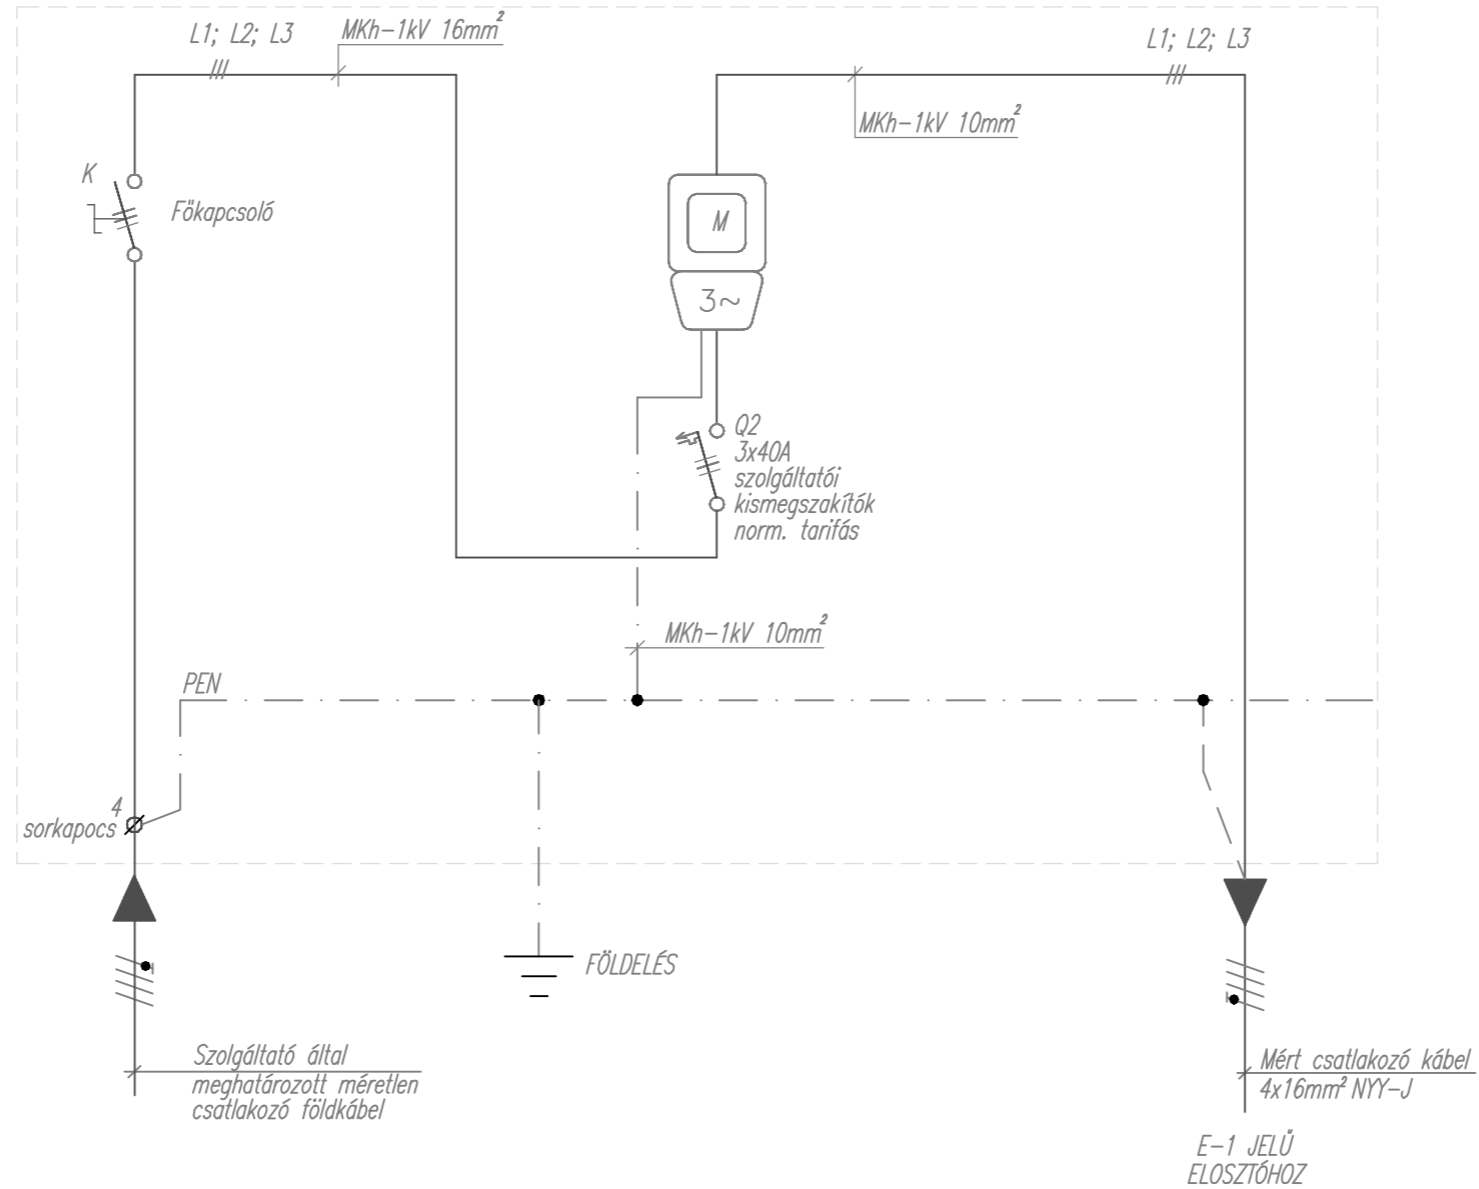 L1; L2; L3
MKh-1kV 16mm²
L1; L2; L3
MKh-1kV 10mm²
K
Főkapcsoló
M
3~
Q2
3x40A
szolgáltatói
kismegszakítók
norm. tarifás
MKh-1kV 10mm²
PEN
4
sorkapocs
FÖLDELÉS
Szolgáltató által
meghatározott méretlen
csatlakozó földkábel
Mért csatlakozó kábel
4x16mm² NYY-J
E-1 JELŰ
ELOSZTÓHOZ